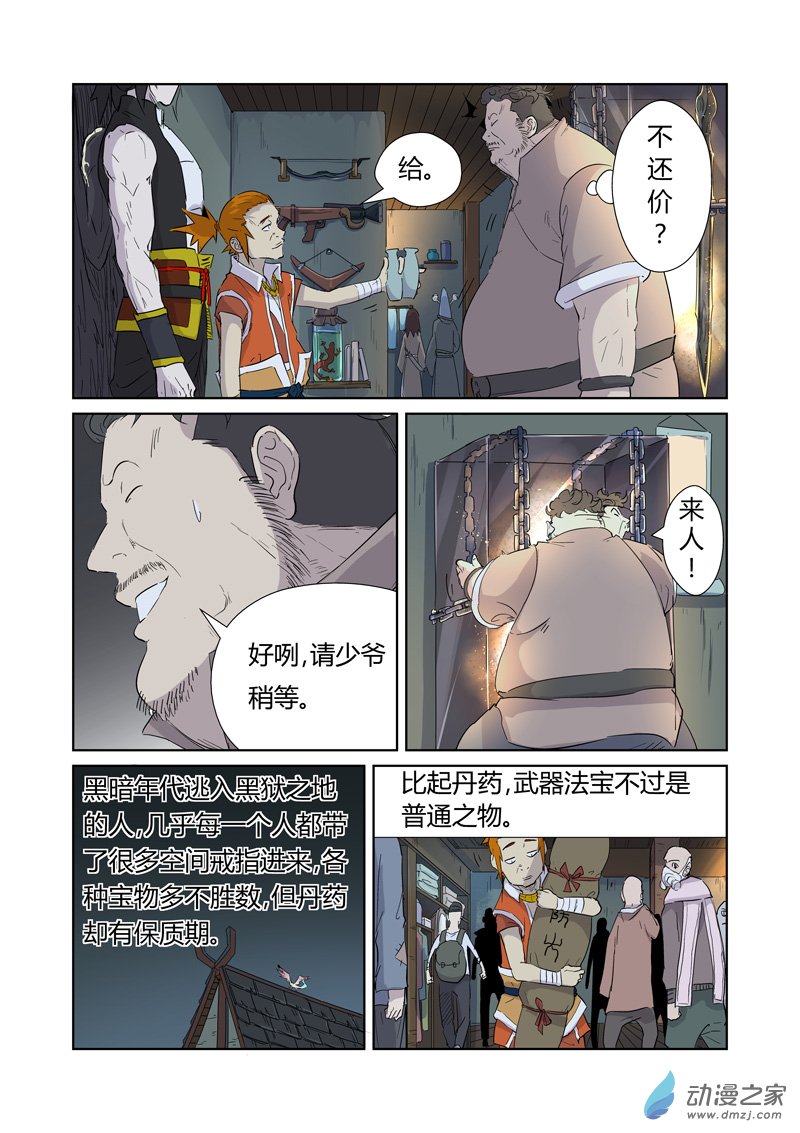 给。
不还价？
好咧，请少爷
稍等。
来人！
黑暗年代逃入黑狱之地
的人，几乎每一个人都带
了很多空间戒指进来，各
种宝物多不胜数，但丹药
却有保质期。
比起丹药，武器法宝不过是
普通之物。
防火
动漫之家
www.dmzj.com